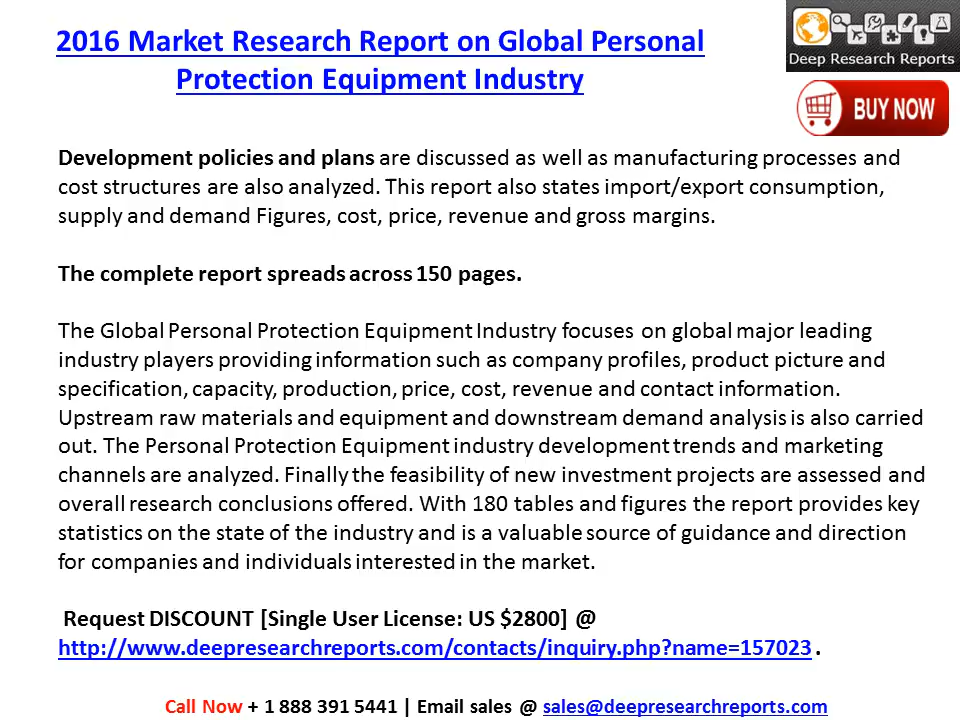 2016 Market Research Report on Global Personal
Protection Equipment Industry
Deep Research Reports
BUY NOW
Development policies and plans are discussed as well as manufacturing processes and
cost structures are also analyzed. This report also states import/export consumption,
supply and demand Figures, cost, price, revenue and gross margins.
The complete report spreads across 150 pages.
The Global Personal Protection Equipment Industry focuses on global major leading
industry players providing information such as company profiles, product picture and
specification, capacity, production, price, cost, revenue and contact information.
Upstream raw materials and equipment and downstream demand analysis is also carried
out. The Personal Protection Equipment industry development trends and marketing
channels are analyzed. Finally the feasibility of new investment projects are assessed and
overall research conclusions offered. With 180 tables and figures the report provides key
statistics on the state of the industry and is a valuable source of guidance and direction
for companies and individuals interested in the market.
Request DISCOUNT [Single User License: US $2800] @
http://www.deepresearchreports.com/contacts/inquiry.php?name=157023 .
Call Now + 1 888 391 5441 | Email sales @ sales@deepresearchreports.com